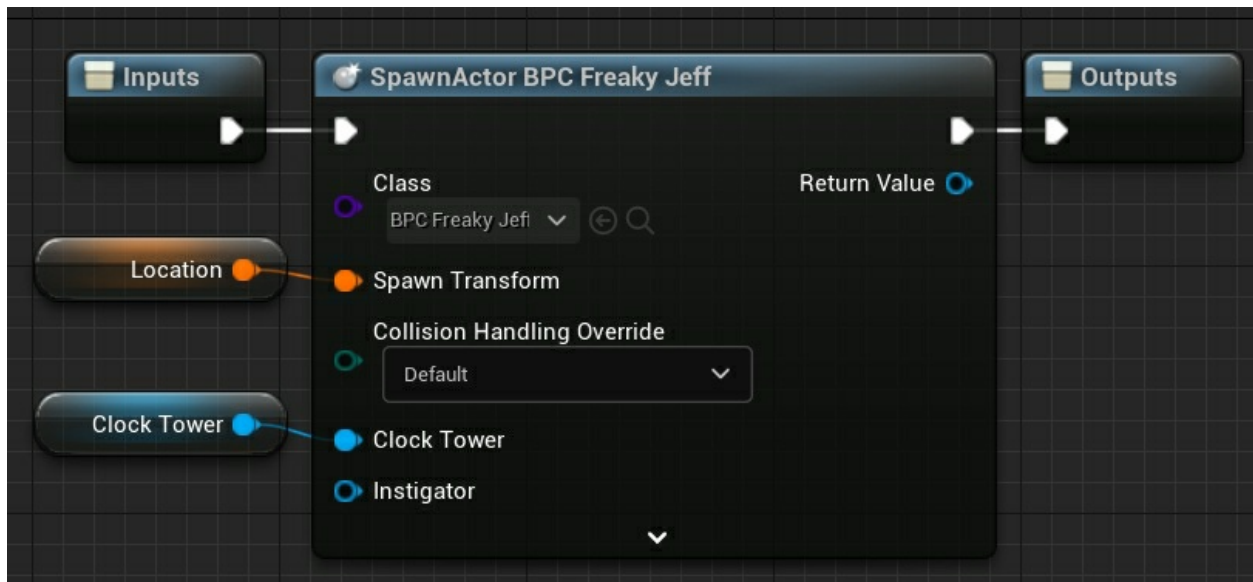 Inputs
SpawnActor BPC Freaky Jeff
Outputs
Class
Return Value
BPC Freaky Jef
Location
Spawn Transform
Collision Handling Override
Default
Clock Tower
Clock Tower
Instigator